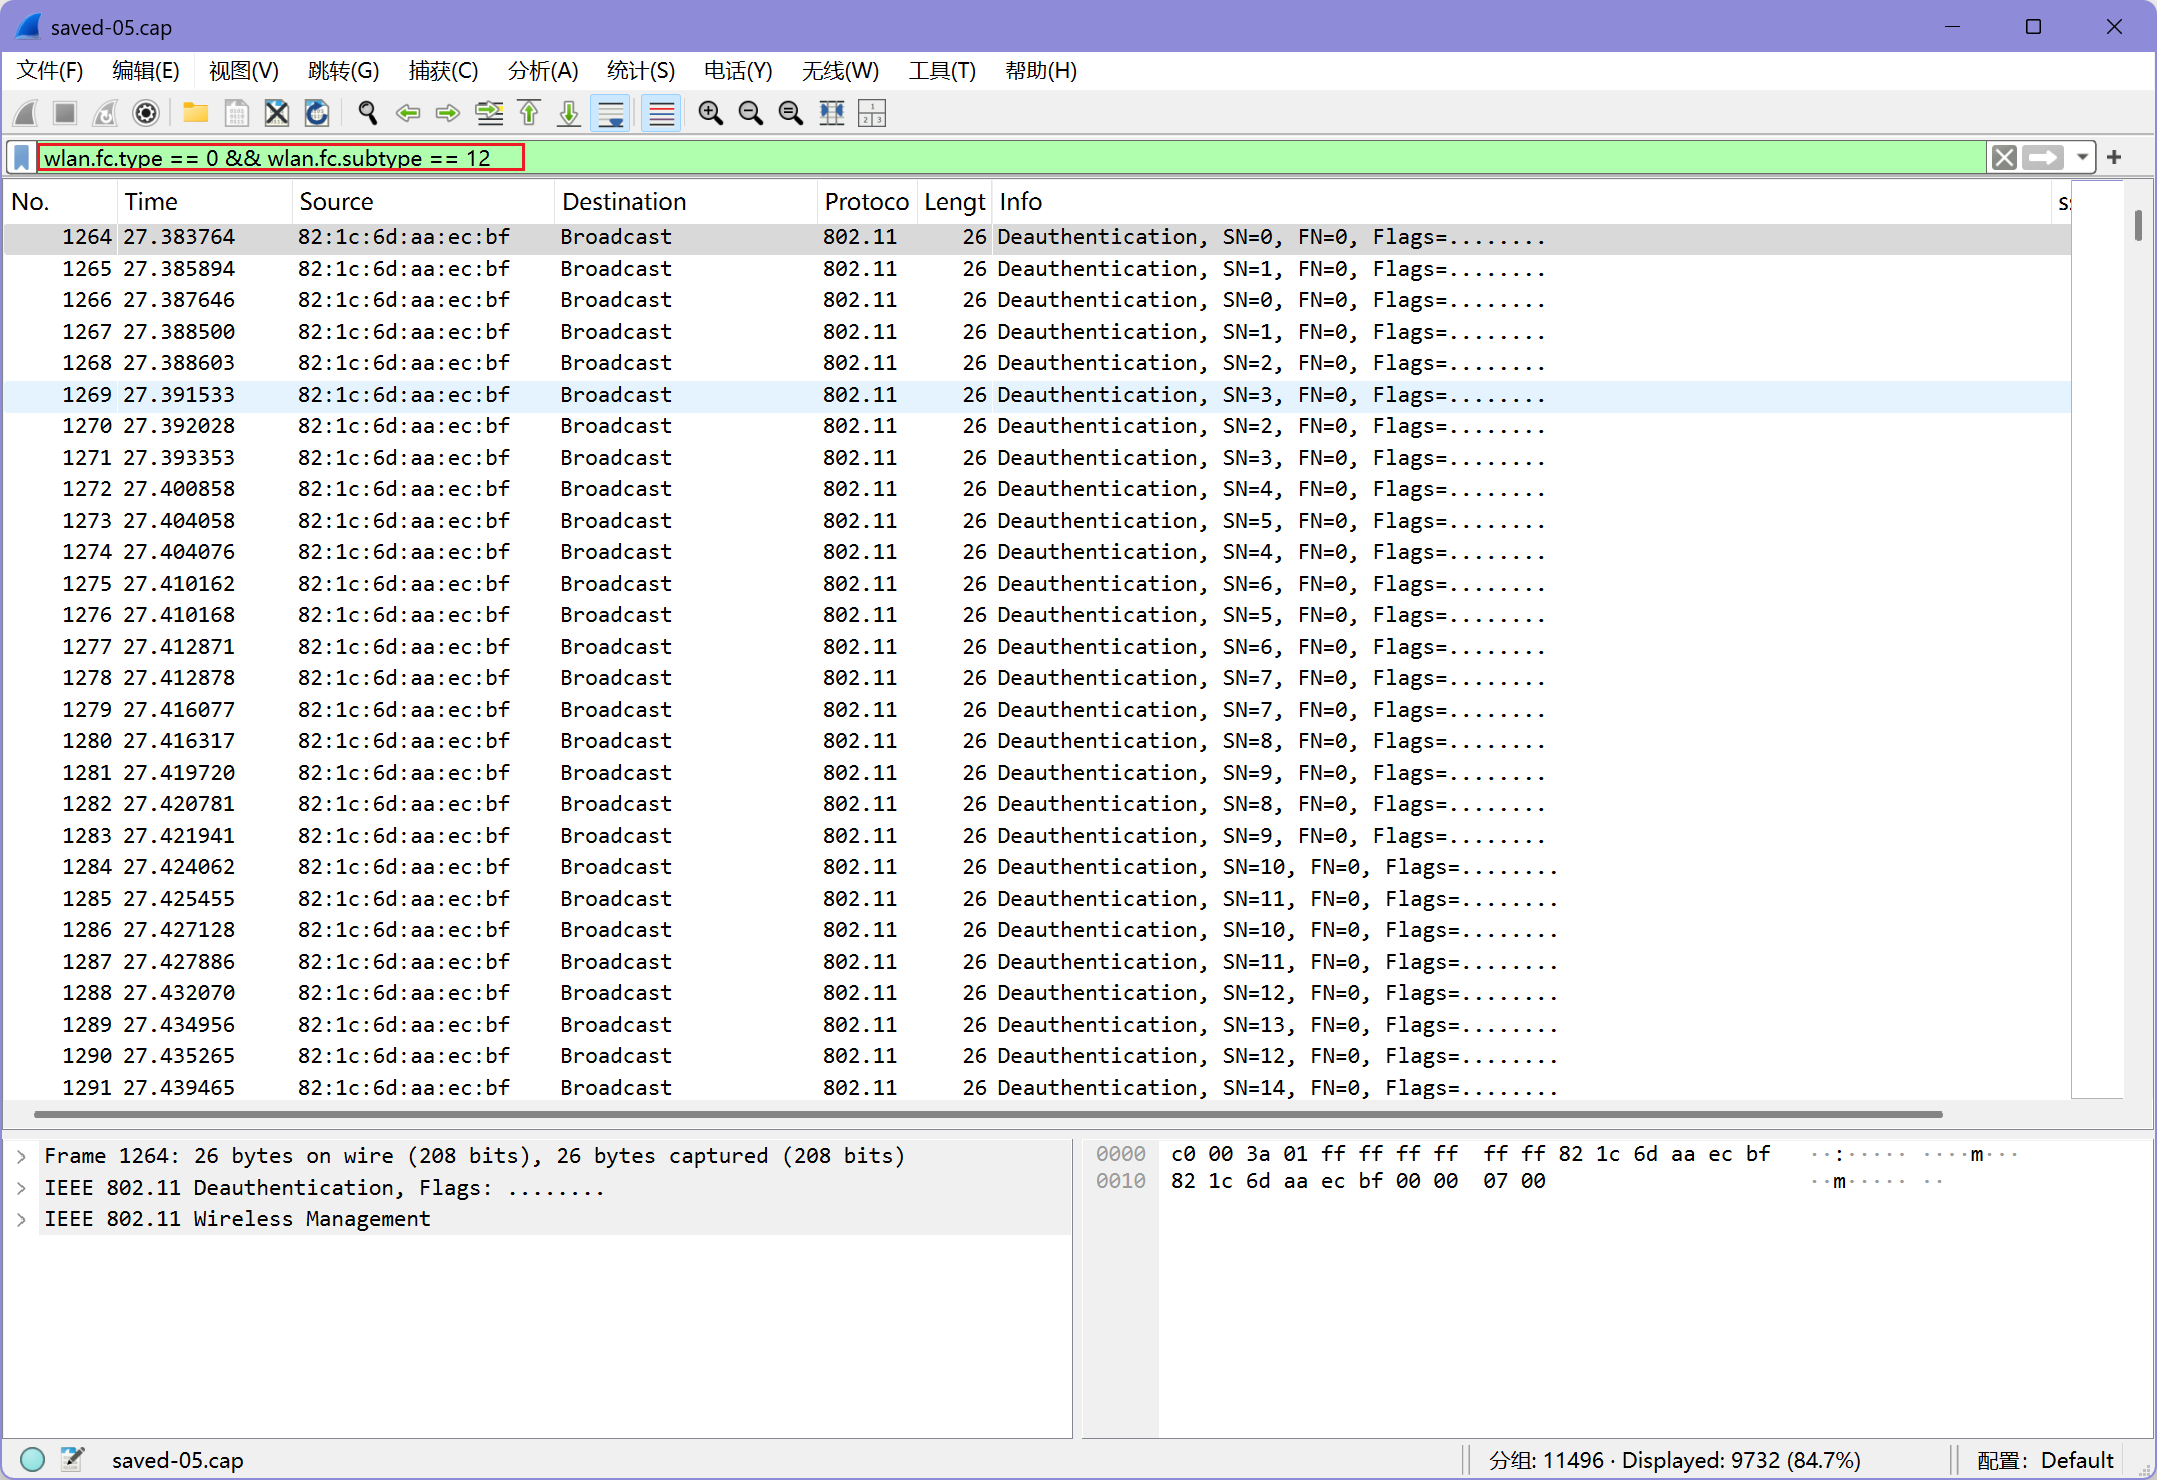 saved-05.cap
文件(F) 编辑(E) 视图(V) 跳转(G) 捕获(C) 分析(A) 统计(S) 电话(Y) 无线(W) 工具(T) 帮助(H)
wlan.fc.type == 0 && wlan.fc.subtype == 12
No. Time Source Destination Protoco Lengt Info
1264 27.383764 82:1c:6d:aa:ec:bf Broadcast 802.11 26 Deauthentication, SN=0, FN=0, Flags=........
1265 27.385894 82:1c:6d:aa:ec:bf Broadcast 802.11 26 Deauthentication, SN=1, FN=0, Flags=........
1266 27.387646 82:1c:6d:aa:ec:bf Broadcast 802.11 26 Deauthentication, SN=0, FN=0, Flags=........
1267 27.388500 82:1c:6d:aa:ec:bf Broadcast 802.11 26 Deauthentication, SN=1, FN=0, Flags=........
1268 27.388603 82:1c:6d:aa:ec:bf Broadcast 802.11 26 Deauthentication, SN=2, FN=0, Flags=........
1269 27.391533 82:1c:6d:aa:ec:bf Broadcast 802.11 26 Deauthentication, SN=3, FN=0, Flags=........
1270 27.392028 82:1c:6d:aa:ec:bf Broadcast 802.11 26 Deauthentication, SN=2, FN=0, Flags=........
1271 27.393353 82:1c:6d:aa:ec:bf Broadcast 802.11 26 Deauthentication, SN=3, FN=0, Flags=........
1272 27.400858 82:1c:6d:aa:ec:bf Broadcast 802.11 26 Deauthentication, SN=4, FN=0, Flags=........
1273 27.404058 82:1c:6d:aa:ec:bf Broadcast 802.11 26 Deauthentication, SN=5, FN=0, Flags=........
1274 27.404076 82:1c:6d:aa:ec:bf Broadcast 802.11 26 Deauthentication, SN=4, FN=0, Flags=........
1275 27.410162 82:1c:6d:aa:ec:bf Broadcast 802.11 26 Deauthentication, SN=6, FN=0, Flags=........
1276 27.410168 82:1c:6d:aa:ec:bf Broadcast 802.11 26 Deauthentication, SN=5, FN=0, Flags=........
1277 27.412871 82:1c:6d:aa:ec:bf Broadcast 802.11 26 Deauthentication, SN=6, FN=0, Flags=........
1278 27.412878 82:1c:6d:aa:ec:bf Broadcast 802.11 26 Deauthentication, SN=7, FN=0, Flags=........
1279 27.416077 82:1c:6d:aa:ec:bf Broadcast 802.11 26 Deauthentication, SN=7, FN=0, Flags=........
1280 27.416317 82:1c:6d:aa:ec:bf Broadcast 802.11 26 Deauthentication, SN=8, FN=0, Flags=........
1281 27.419720 82:1c:6d:aa:ec:bf Broadcast 802.11 26 Deauthentication, SN=9, FN=0, Flags=........
1282 27.420781 82:1c:6d:aa:ec:bf Broadcast 802.11 26 Deauthentication, SN=8, FN=0, Flags=........
1283 27.421941 82:1c:6d:aa:ec:bf Broadcast 802.11 26 Deauthentication, SN=9, FN=0, Flags=........
1284 27.424062 82:1c:6d:aa:ec:bf Broadcast 802.11 26 Deauthentication, SN=10, FN=0, Flags=........
1285 27.425455 82:1c:6d:aa:ec:bf Broadcast 802.11 26 Deauthentication, SN=11, FN=0, Flags=........
1286 27.427128 82:1c:6d:aa:ec:bf Broadcast 802.11 26 Deauthentication, SN=10, FN=0, Flags=........
1287 27.427886 82:1c:6d:aa:ec:bf Broadcast 802.11 26 Deauthentication, SN=11, FN=0, Flags=........
1288 27.432070 82:1c:6d:aa:ec:bf Broadcast 802.11 26 Deauthentication, SN=12, FN=0, Flags=........
1289 27.434956 82:1c:6d:aa:ec:bf Broadcast 802.11 26 Deauthentication, SN=13, FN=0, Flags=........
1290 27.435265 82:1c:6d:aa:ec:bf Broadcast 802.11 26 Deauthentication, SN=12, FN=0, Flags=........
1291 27.439465 82:1c:6d:aa:ec:bf Broadcast 802.11 26 Deauthentication, SN=14, FN=0, Flags=........
Frame 1264: 26 bytes on wire (208 bits), 26 bytes captured (208 bits)
IEEE 802.11 Deauthentication, Flags: ........
IEEE 802.11 Wireless Management
0000 c0 00 3a 01 ff ff ff ff ff ff 82 1c 6d aa ec bf ··:····· ····m···
0010 82 1c 6d aa ec bf 00 00 07 00 ··m····· ··
saved-05.cap 分组: 11496 · Displayed: 9732 (84.7%) 配置: Default